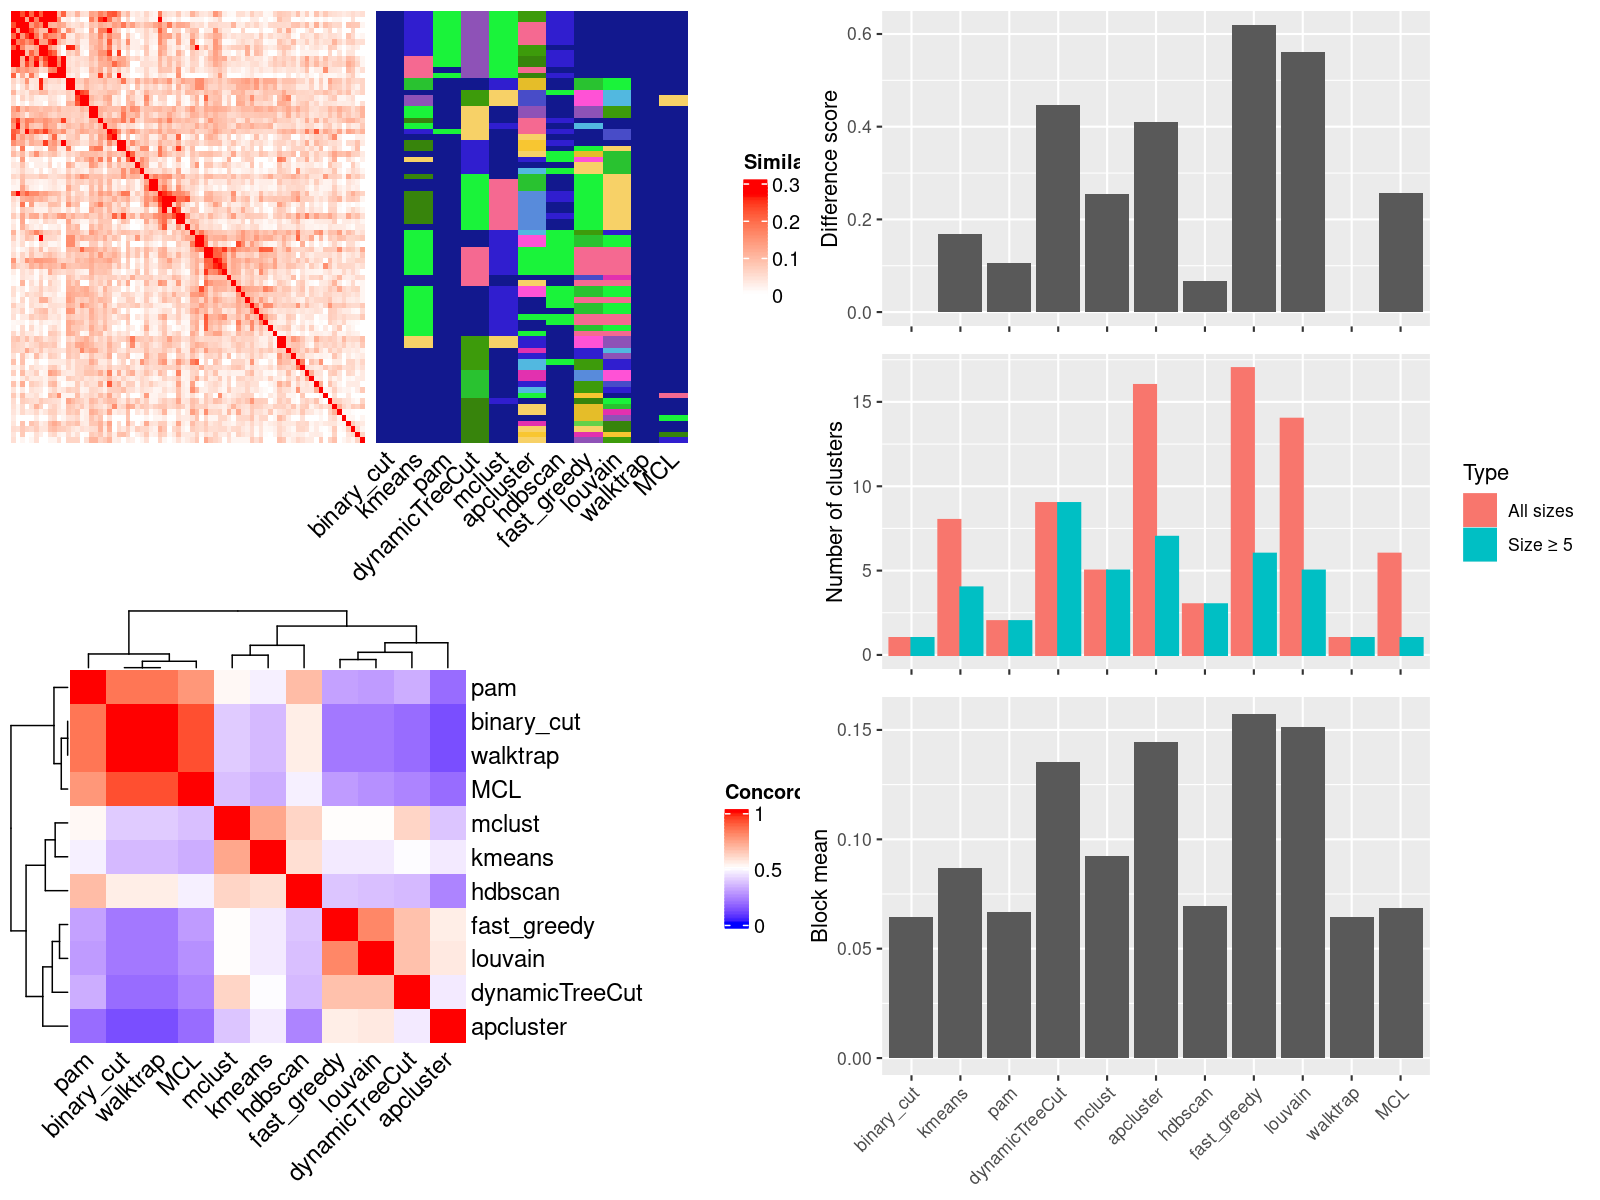 Simila
0.3
0.2
0.1
0
binary_cut
kmeans
pam
dynamicTreeCut
mclust
apcluster
hdbscan
fast_greedy
louvain
walktrap
MCL
pam
binary_cut
walktrap
MCL
mclust
kmeans
hdbscan
fast_greedy
louvain
dynamicTreeCut
apcluster
Concord
1
0.5
0
pam
binary_cut
walktrap
MCL
mclust
kmeans
hdbscan
fast_greedy
louvain
dynamicTreeCut
apcluster
Difference score
0.6
0.4
0.2
0.0
Number of clusters
15
10
5
0
Type
All sizes
Size ≥ 5
Block mean
0.15
0.10
0.05
0.00
binary_cut
kmeans
pam
dynamicTreeCut
mclust
apcluster
hdbscan
fast_greedy
louvain
walktrap
MCL